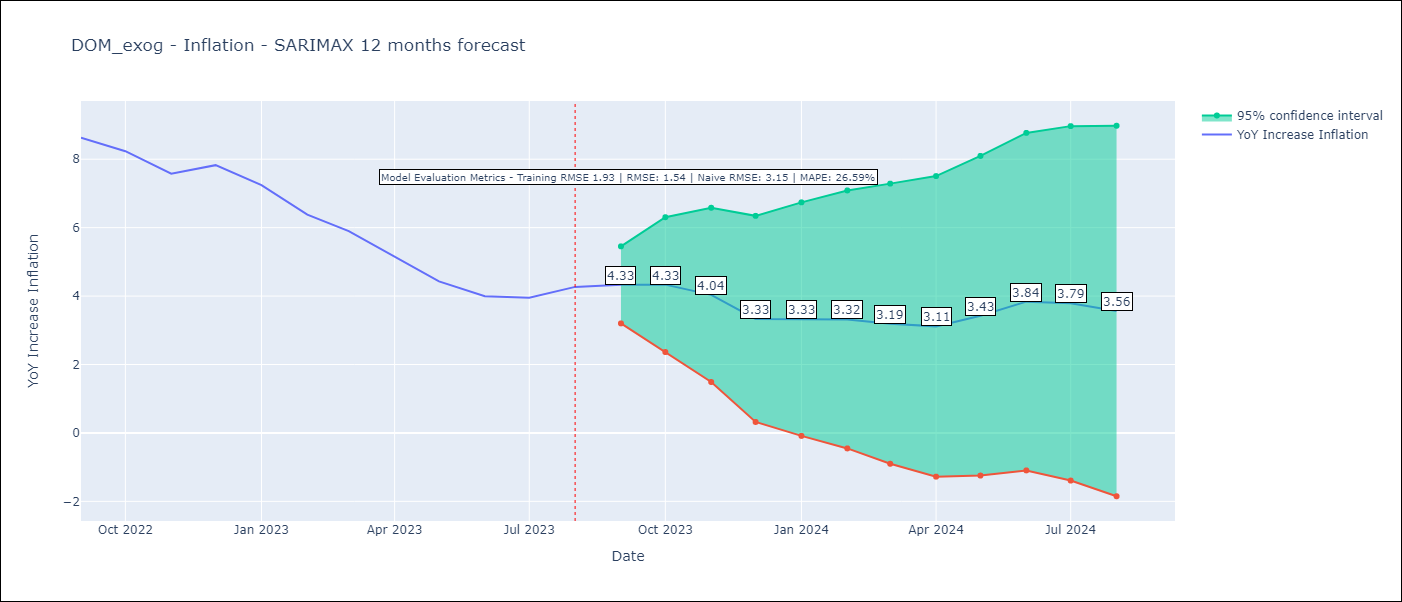 DOM_exog - Inflation - SARIMAX 12 months forecast
95% confidence interval
YoY Increase Inflation
Model Evaluation Metrics - Training RMSE 1.93 | RMSE: 1.54 | Naive RMSE: 3.15 | MAPE: 26.59%
YoY Increase Inflation
8
6
4
2
0
−2
4.33
4.33
4.04
3.33
3.33
3.32
3.19
3.11
3.43
3.84
3.79
3.56
Oct 2022
Jan 2023
Apr 2023
Jul 2023
Oct 2023
Jan 2024
Apr 2024
Jul 2024
Date